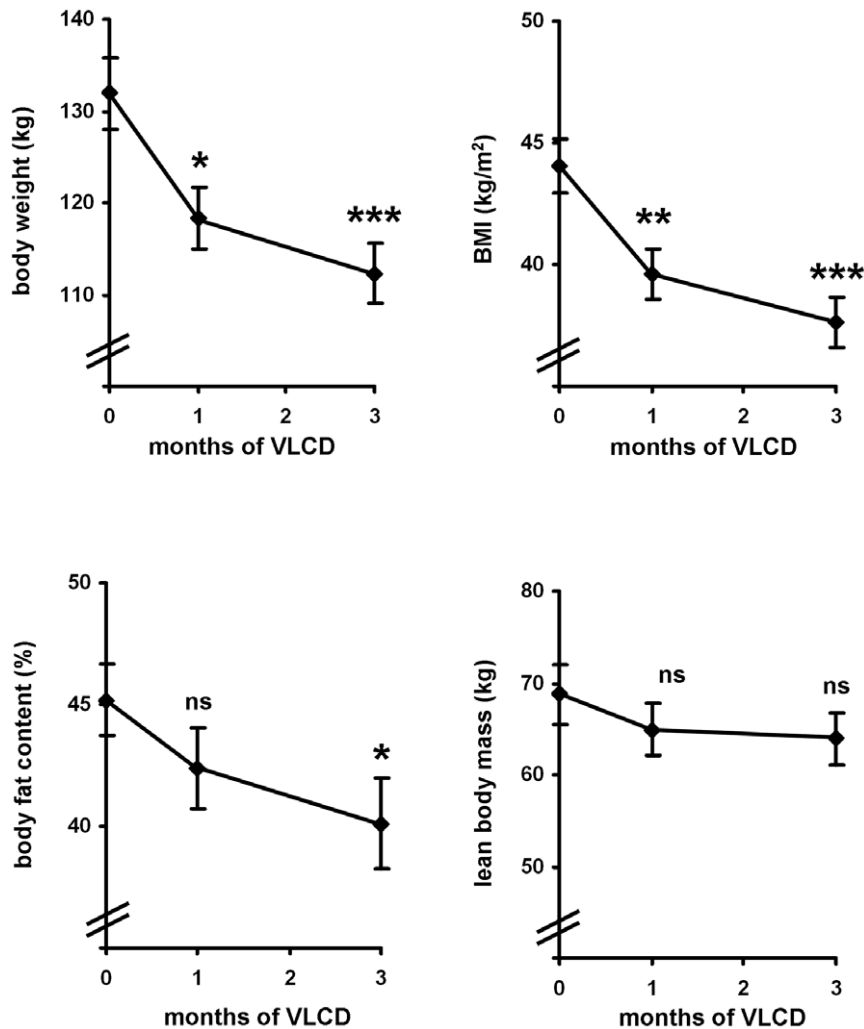 140
130
120
110
body weight (kg)
*
***
0 1 2 3
months of VLCD
50
45
40
BMI (kg/m²)
**
***
0 1 2 3
months of VLCD
50
45
40
body fat content (%)
ns
*
0 1 2 3
months of VLCD
80
70
60
50
lean body mass (kg)
ns
ns
0 1 2 3
months of VLCD